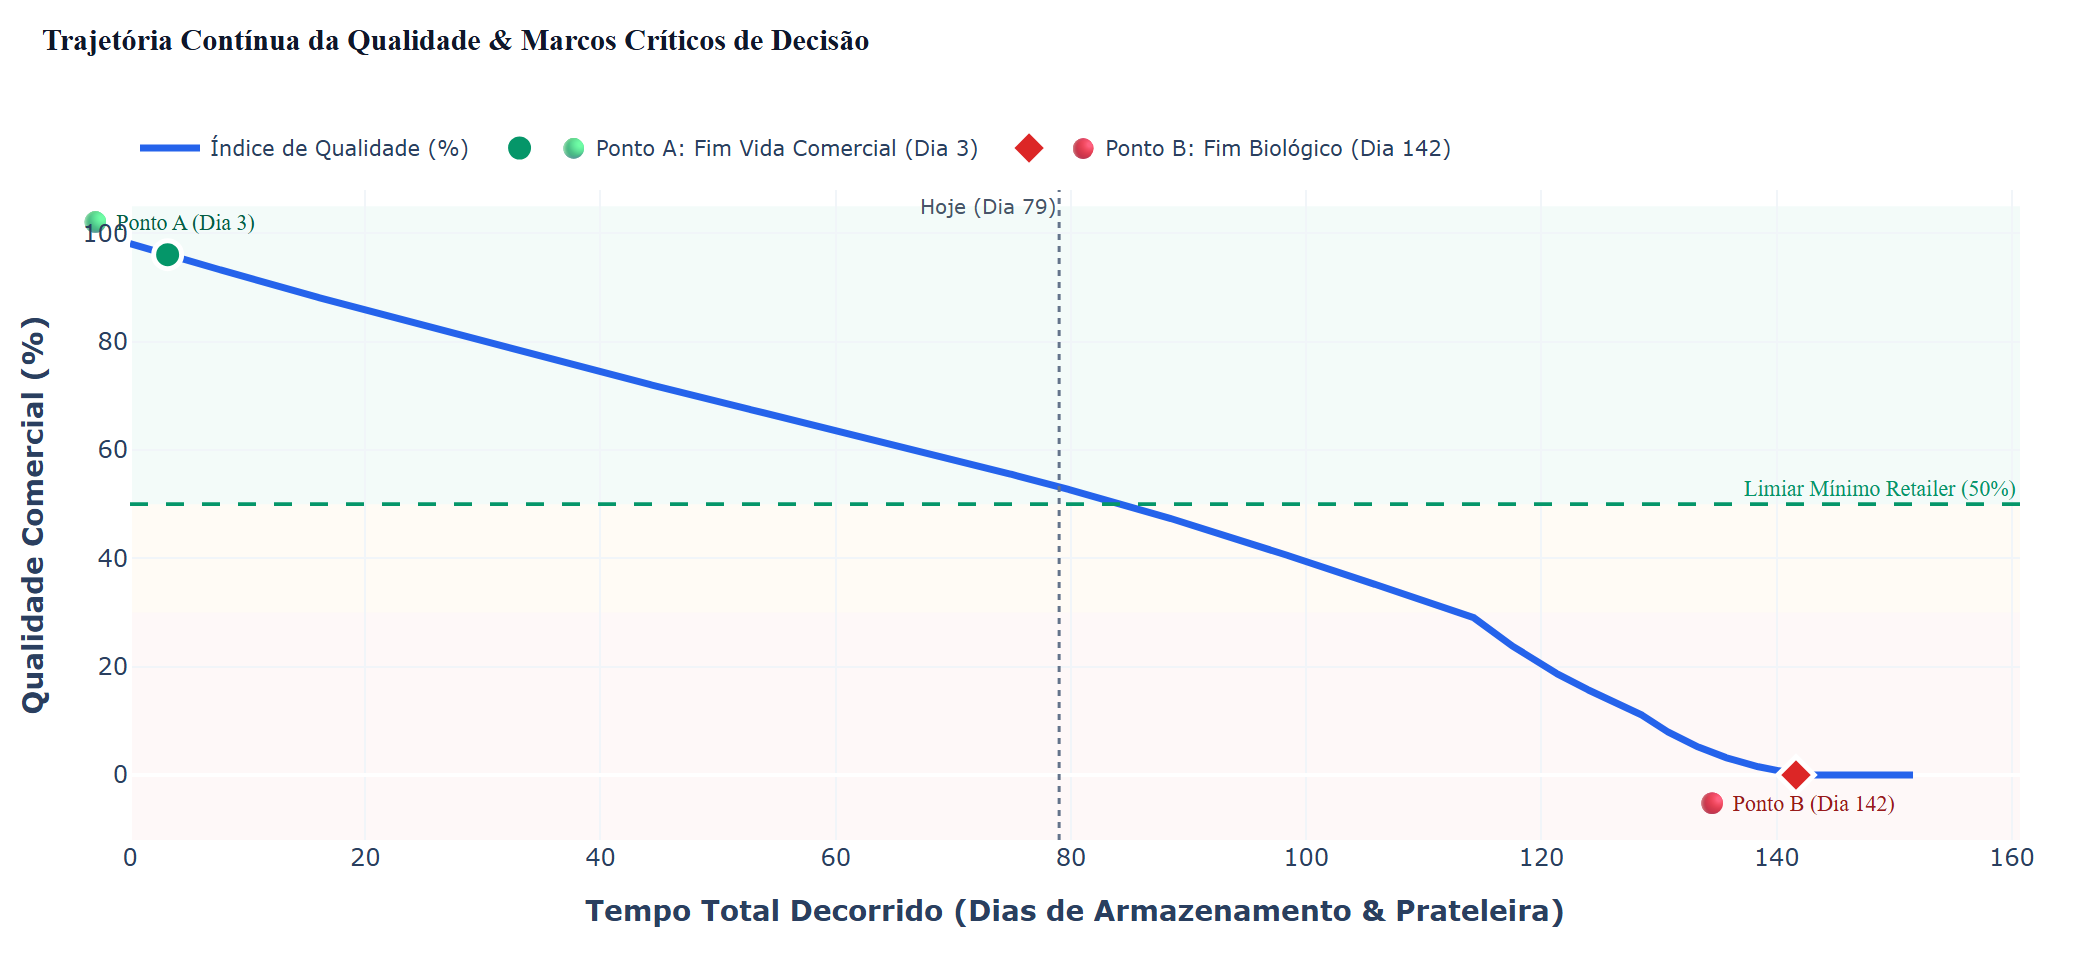 Trajetória Contínua da Qualidade & Marcos Críticos de Decisão
Índice de Qualidade (%)
Ponto A: Fim Vida Comercial (Dia 3)
Ponto B: Fim Biológico (Dia 142)
Hoje (Dia 79)
Ponto A (Dia 3)
100
80
60
Limiar Mínimo Retailer (50%)
40
20
0
Ponto B (Dia 142)
Qualidade Comercial (%)
0 20 40 60 80 100 120 140 160
Tempo Total Decorrido (Dias de Armazenamento & Prateleira)